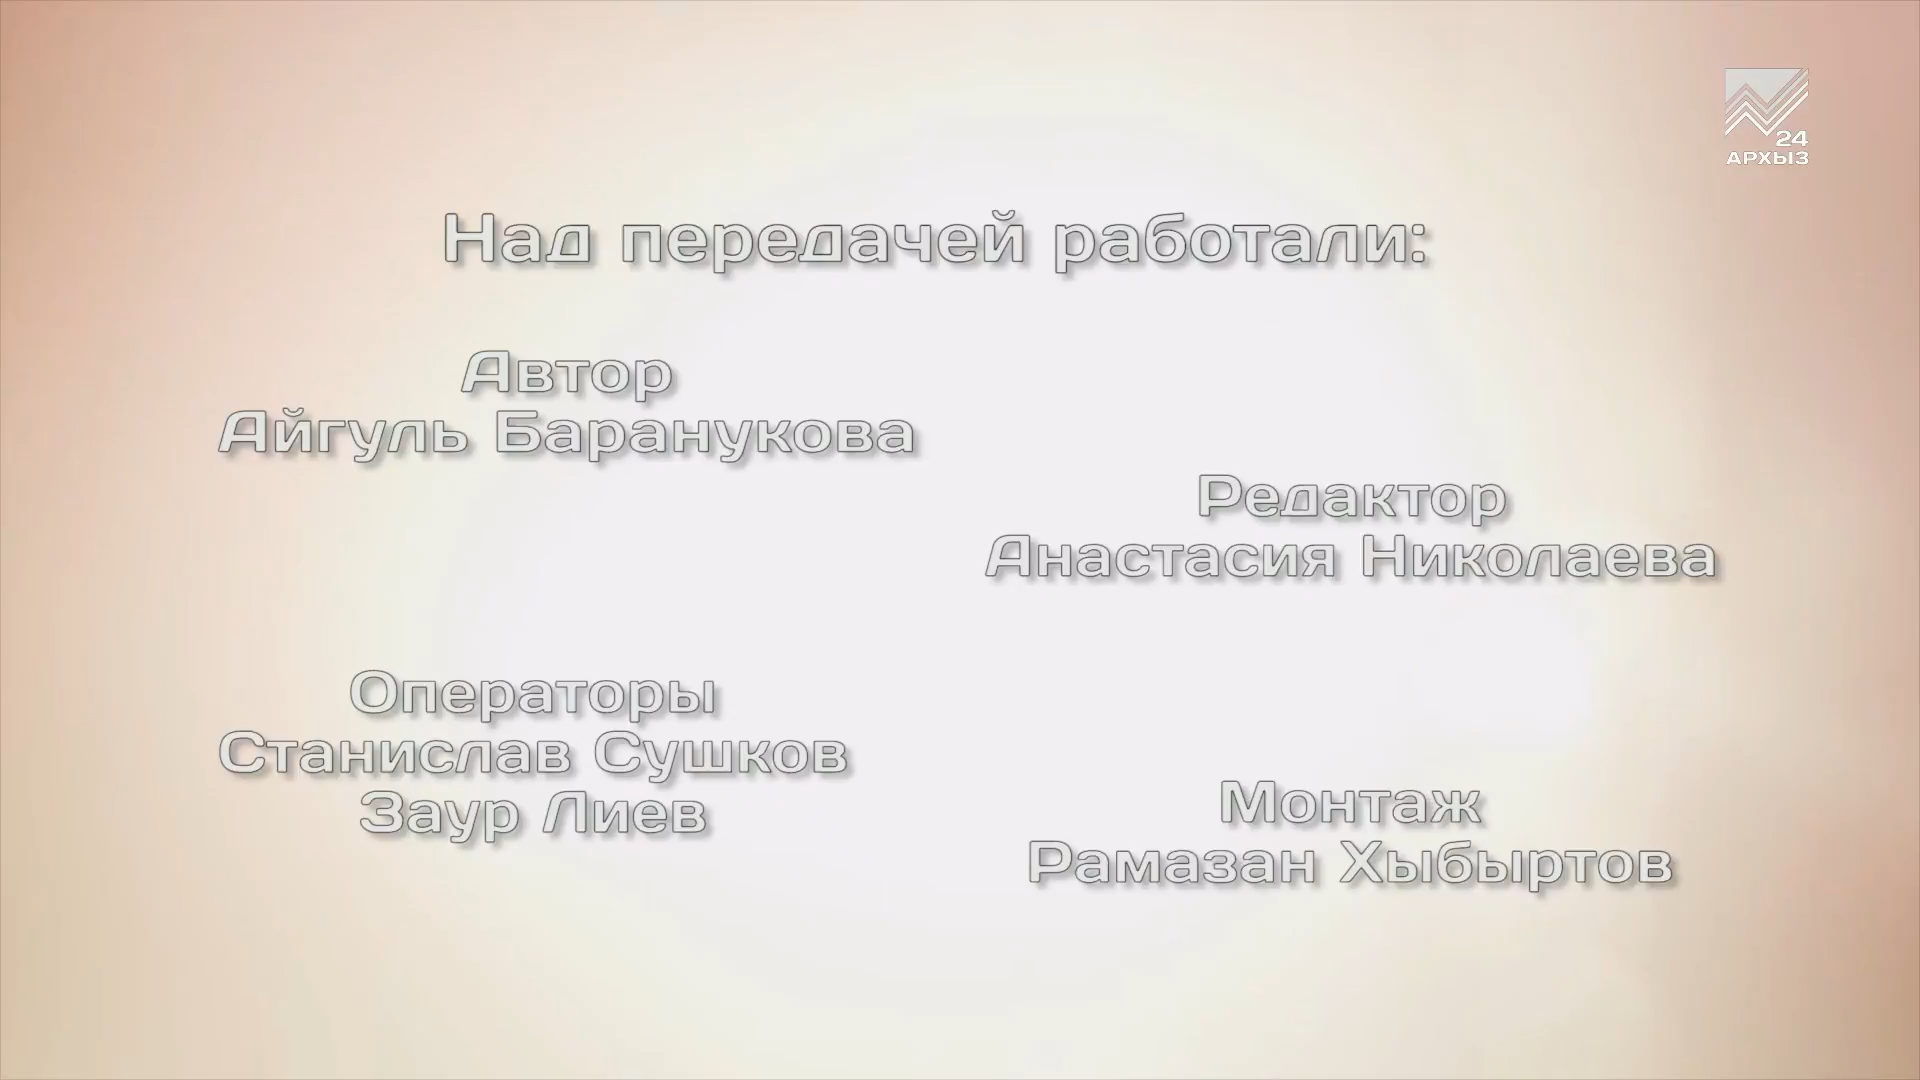 24
АРХЫЗ
Над передачей работали:
Автор
Айгуль Баранукова
Редактор
Анастасия Николаева
Операторы
Станислав Сушков
Заур Лиев
Монтаж
Рамазан Хыбыртов